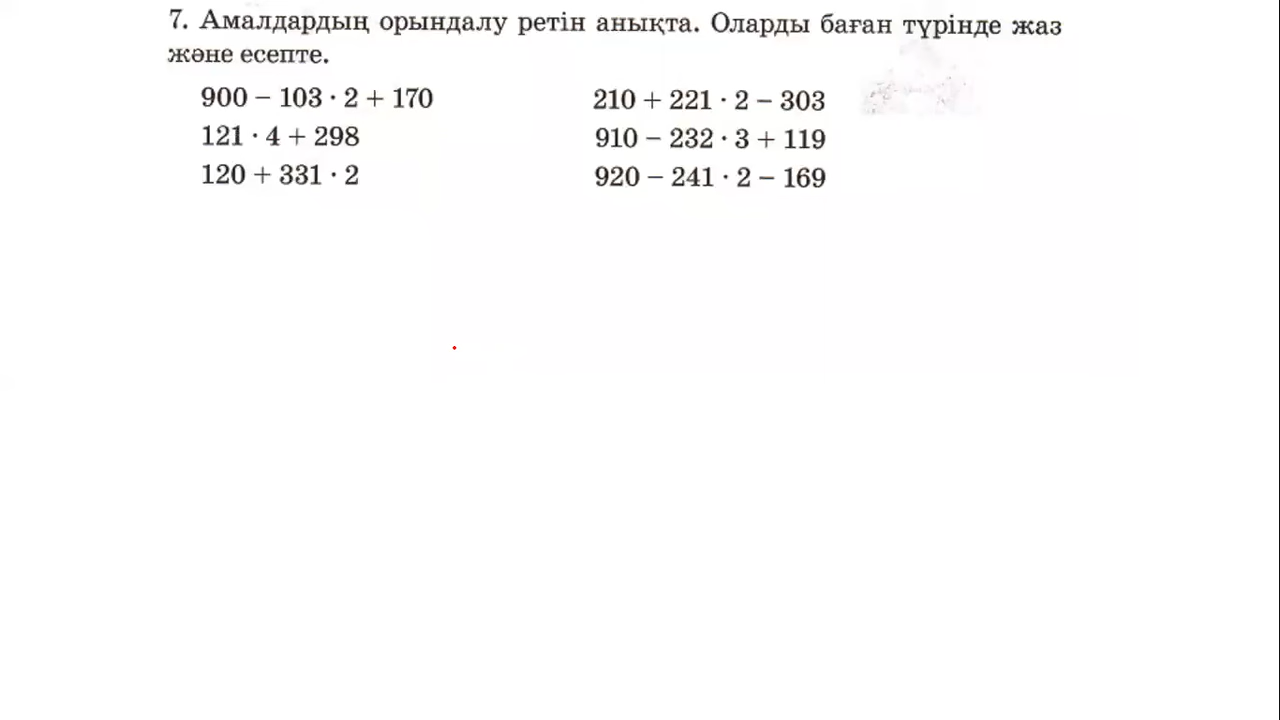 7. Амалдардың орындалу ретін анықта. Оларды баған түрінде жаз
және есепте.
900 – 103 · 2 + 170
121 · 4 + 298
120 + 331 · 2
210 + 221 · 2 – 303
910 – 232 · 3 + 119
920 – 241 · 2 – 169